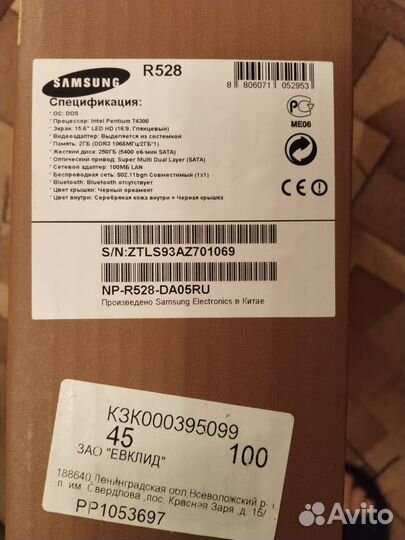 SAMSUNG
R528
8 806071 052953
Спецификация:
• ОС: DOS
• Процессор: Intel Pentium T4300
• Экран: 15.6" LED HD (16:9, Глянцевый)
• Видеоадаптер: Выделяется из системной
• Память: 2ГБ (DDR3 1066МГц/2ГБ*1)
• Жесткий диск: 250ГБ (5400 об/мин SATA)
• Оптический привод: Super Multi Dual Layer (SATA)
• Сетевой адаптер: 100МБ LAN
• Беспроводная сеть: 802.11bgn Совместимый (1x1)
• Bluetooth: Bluetooth отсутствует
• Цвет крышки: Черный орнамент
• Цвет внутри: Серебряная кожа внутри + Черная крышка
ME06
CE
S/N:ZTLS93AZ701069
NP-R528-DA05RU
Произведено Samsung Electronics в Китае
КЗК000395099
45
100
ЗАО "ЕВКЛИД"
188640,Ленинградская обл,Всеволожский р-
п. им. Свердлова ,пос. Красная Заря ,д. 15/
РР1053697
Avito